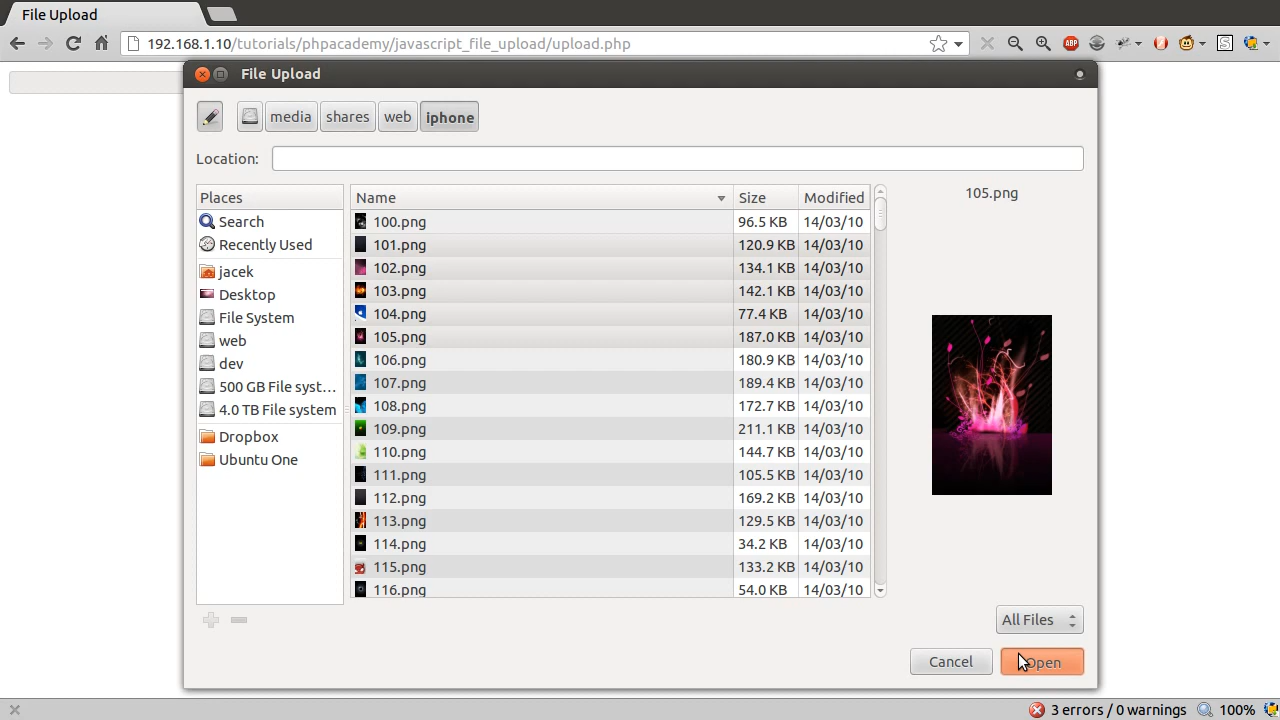 File Upload
192.168.1.10/tutorials/phpacademy/javascript_file_upload/upload.php
ABP
S
File Upload
media shares web iphone
Location:
Places
Search
Recently Used
jacek
Desktop
File System
web
dev
500 GB File syst...
4.0 TB File system
Dropbox
Ubuntu One
Name Size Modified
100.png 96.5 KB 14/03/10
101.png 120.9 KB 14/03/10
102.png 134.1 KB 14/03/10
103.png 142.1 KB 14/03/10
104.png 77.4 KB 14/03/10
105.png 187.0 KB 14/03/10
106.png 180.9 KB 14/03/10
107.png 189.4 KB 14/03/10
108.png 172.7 KB 14/03/10
109.png 211.1 KB 14/03/10
110.png 144.7 KB 14/03/10
111.png 105.5 KB 14/03/10
112.png 169.2 KB 14/03/10
113.png 129.5 KB 14/03/10
114.png 34.2 KB 14/03/10
115.png 133.2 KB 14/03/10
116.png 54.0 KB 14/03/10
105.png
All Files
Cancel Open
3 errors / 0 warnings 100%